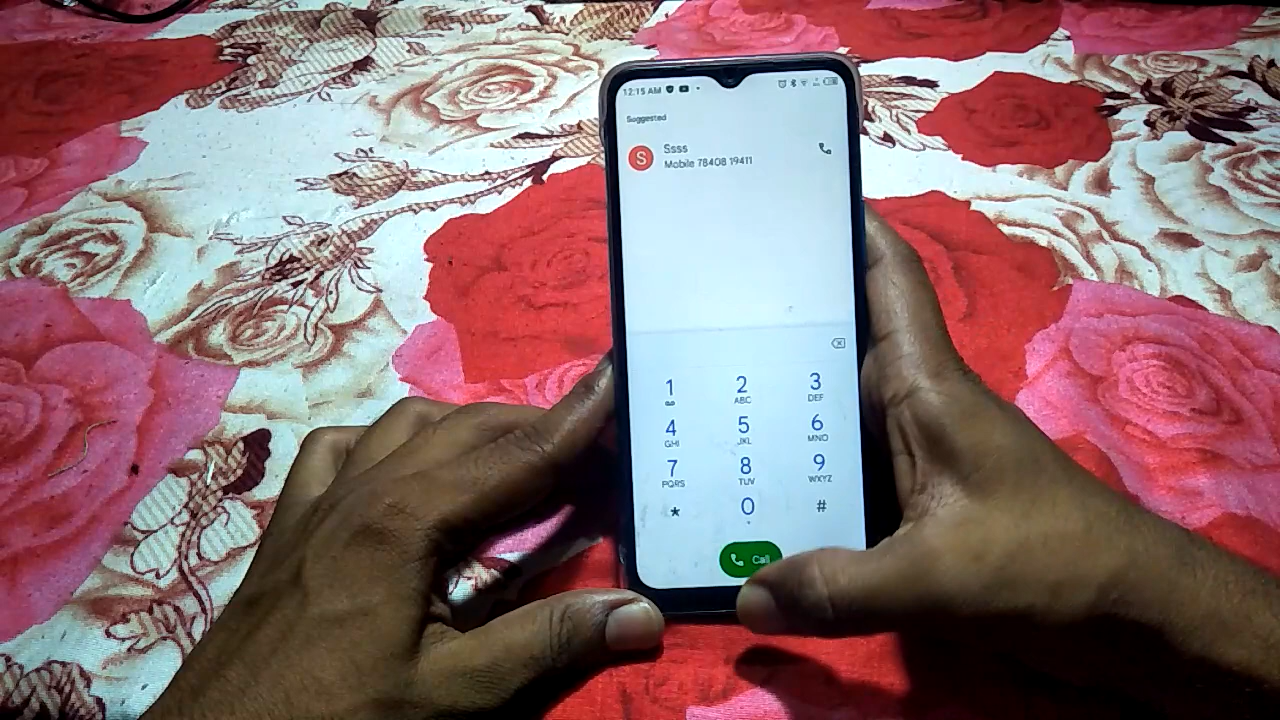 12:15 AM
Suggested
S
Ssss
Mobile 78408 19411
1
2
ABC
3
DEF
4
GHI
5
JKL
6
MNO
7
PQRS
8
TUV
9
WXYZ
*
0
#
Call